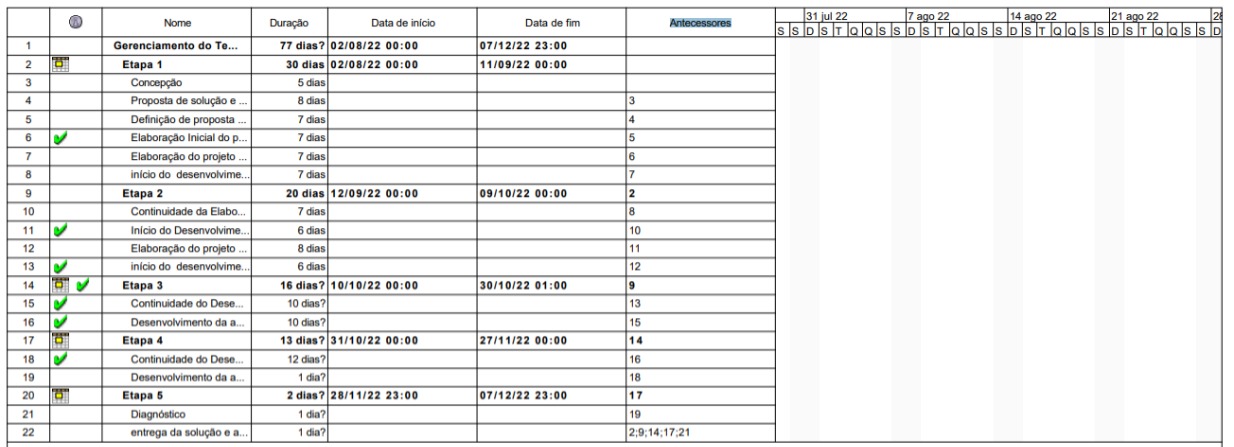 Nome Duração Data de início Data de fim Antecessores 31 jul 22 7 ago 22 14 ago 22 21 ago 22 28
S S D S T Q Q S S D S T Q Q S S D S T Q Q S S D S T Q Q S S D
1 Gerenciamento do Te... 77 dias? 02/08/22 00:00 07/12/22 23:00
2 Etapa 1 30 dias 02/08/22 00:00 11/09/22 00:00
3 Concepção 5 dias
4 Proposta de solução e ... 8 dias 3
5 Definição de proposta ... 7 dias 4
6 Elaboração Inicial do p... 7 dias 5
7 Elaboração do projeto ... 7 dias 6
8 início do desenvolvime... 7 dias 7
9 Etapa 2 20 dias 12/09/22 00:00 09/10/22 00:00 2
10 Continuidade da Elabo... 7 dias 8
11 Início do Desenvolvime... 6 dias 10
12 Elaboração do projeto ... 8 dias 11
13 início do desenvolvime... 6 dias 12
14 Etapa 3 16 dias? 10/10/22 00:00 30/10/22 01:00 9
15 Continuidade do Dese... 10 dias? 13
16 Desenvolvimento da a... 10 dias? 15
17 Etapa 4 13 dias? 31/10/22 00:00 27/11/22 00:00 14
18 Continuidade do Dese... 12 dias? 16
19 Desenvolvimento da a... 1 dia? 18
20 Etapa 5 2 dias? 28/11/22 23:00 07/12/22 23:00 17
21 Diagnóstico 1 dia? 19
22 entrega da solução e a... 1 dia? 2;9;14;17;21